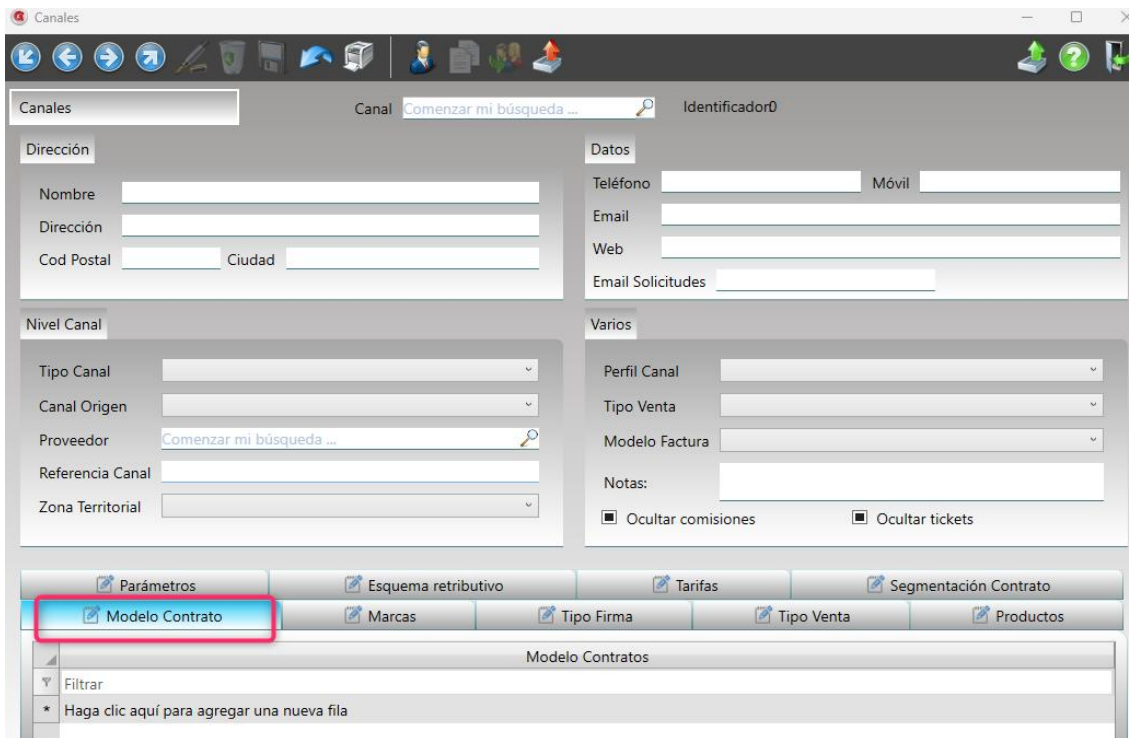 Canales
Canales
Canal Comenzar mi búsqueda ... Identificador0
Dirección
Nombre
Dirección
Cod Postal Ciudad
Datos
Teléfono Móvil
Email
Web
Email Solicitudes
Nivel Canal
Tipo Canal
Canal Origen
Proveedor Comenzar mi búsqueda ...
Referencia Canal
Zona Territorial
Varios
Perfil Canal
Tipo Venta
Modelo Factura
Notas:
Ocultar comisiones Ocultar tickets
Parámetros Esquema retributivo Tarifas Segmentación Contrato
Modelo Contrato Marcas Tipo Firma Tipo Venta Productos
Modelo Contratos
Filtrar
* Haga clic aquí para agregar una nueva fila